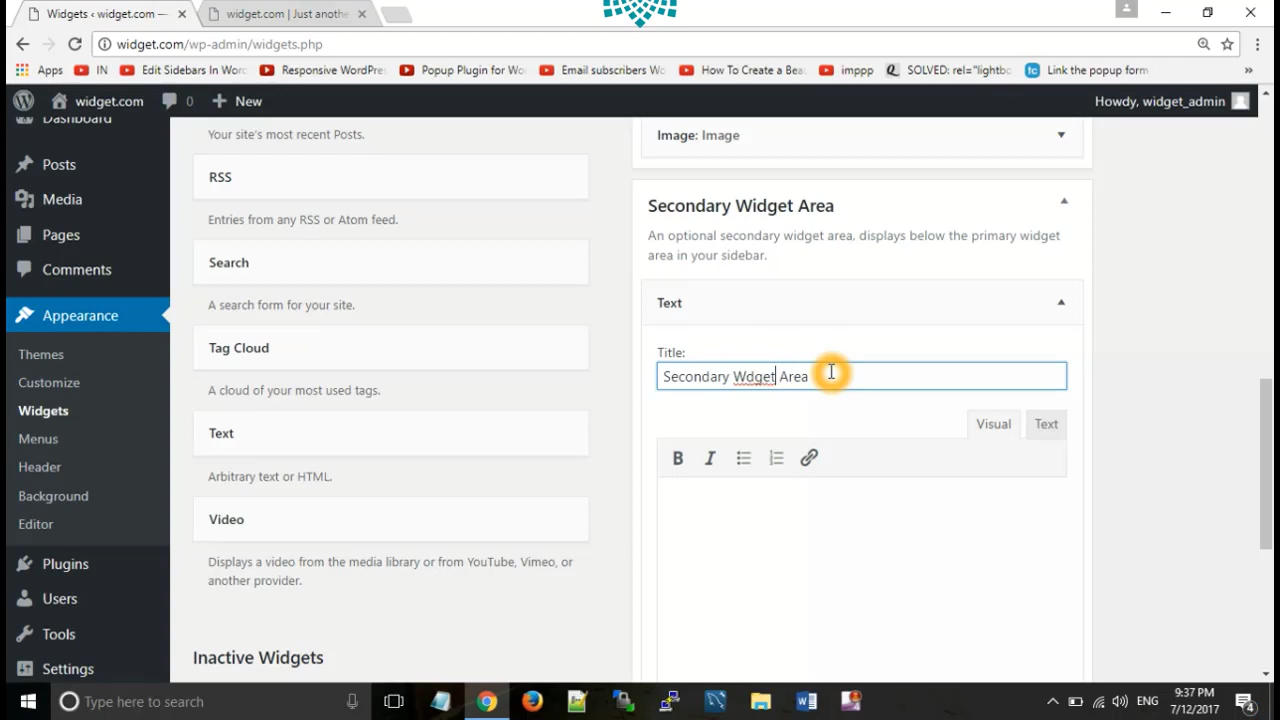 Widgets ‹ widget.com —
widget.com | Just anothe
widget.com/wp-admin/widgets.php
Apps
IN
Edit Sidebars In Worc
Responsive WordPre
Popup Plugin for Wo
Email subscribers Wo
How To Create a Bea
imppp
SOLVED: rel="lightbo
Link the popup form
»
widget.com
0
New
Howdy, widget_admin
Dashboard
Posts
Media
Pages
Comments
Appearance
Themes
Customize
Widgets
Menus
Header
Background
Editor
Plugins
Users
Tools
Settings
Your site's most recent Posts.
RSS
Entries from any RSS or Atom feed.
Search
A search form for your site.
Tag Cloud
A cloud of your most used tags.
Text
Arbitrary text or HTML.
Video
Displays a video from the media library or from YouTube, Vimeo, or
another provider.
Inactive Widgets
Image: Image
Secondary Widget Area
An optional secondary widget area, displays below the primary widget
area in your sidebar.
Text
Title:
Secondary Wdget Area
Visual
Text
B I
Type here to search
ENG
9:37 PM
7/12/2017
4